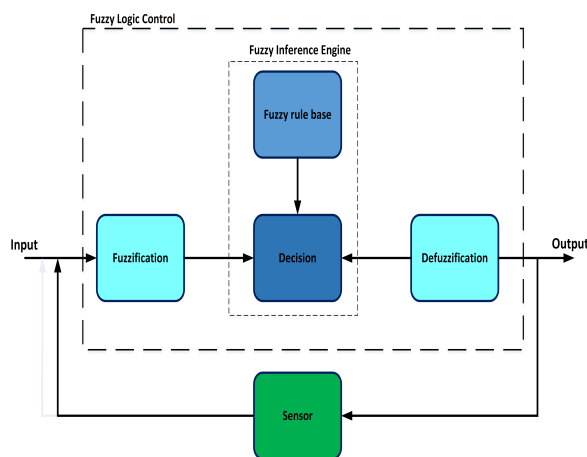 Fuzzy Logic Control
Fuzzy Inference Engine
Fuzzy rule base
Input
Fuzzification
Decision
Defuzzification
Output
Sensor